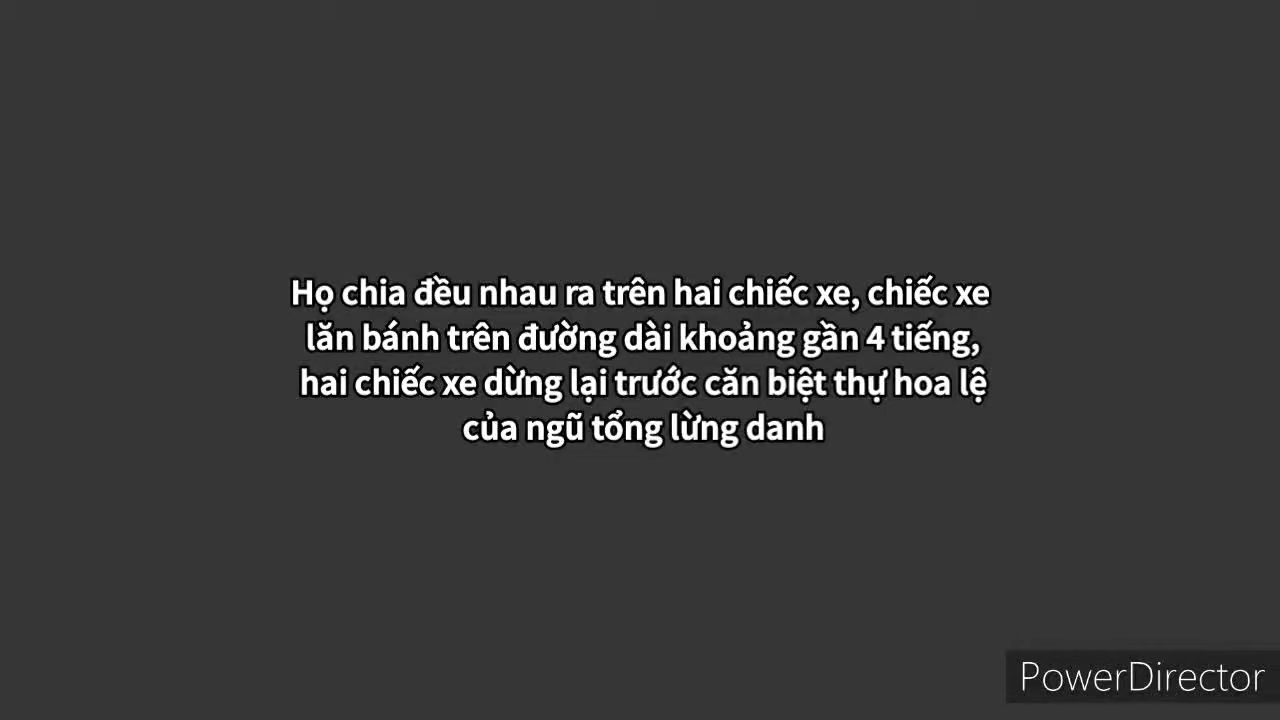 Họ chia đều nhau ra trên hai chiếc xe, chiếc xe
lăn bánh trên đường dài khoảng gần 4 tiếng,
hai chiếc xe dừng lại trước căn biệt thự hoa lệ
của ngũ tổng lừng danh
PowerDirector